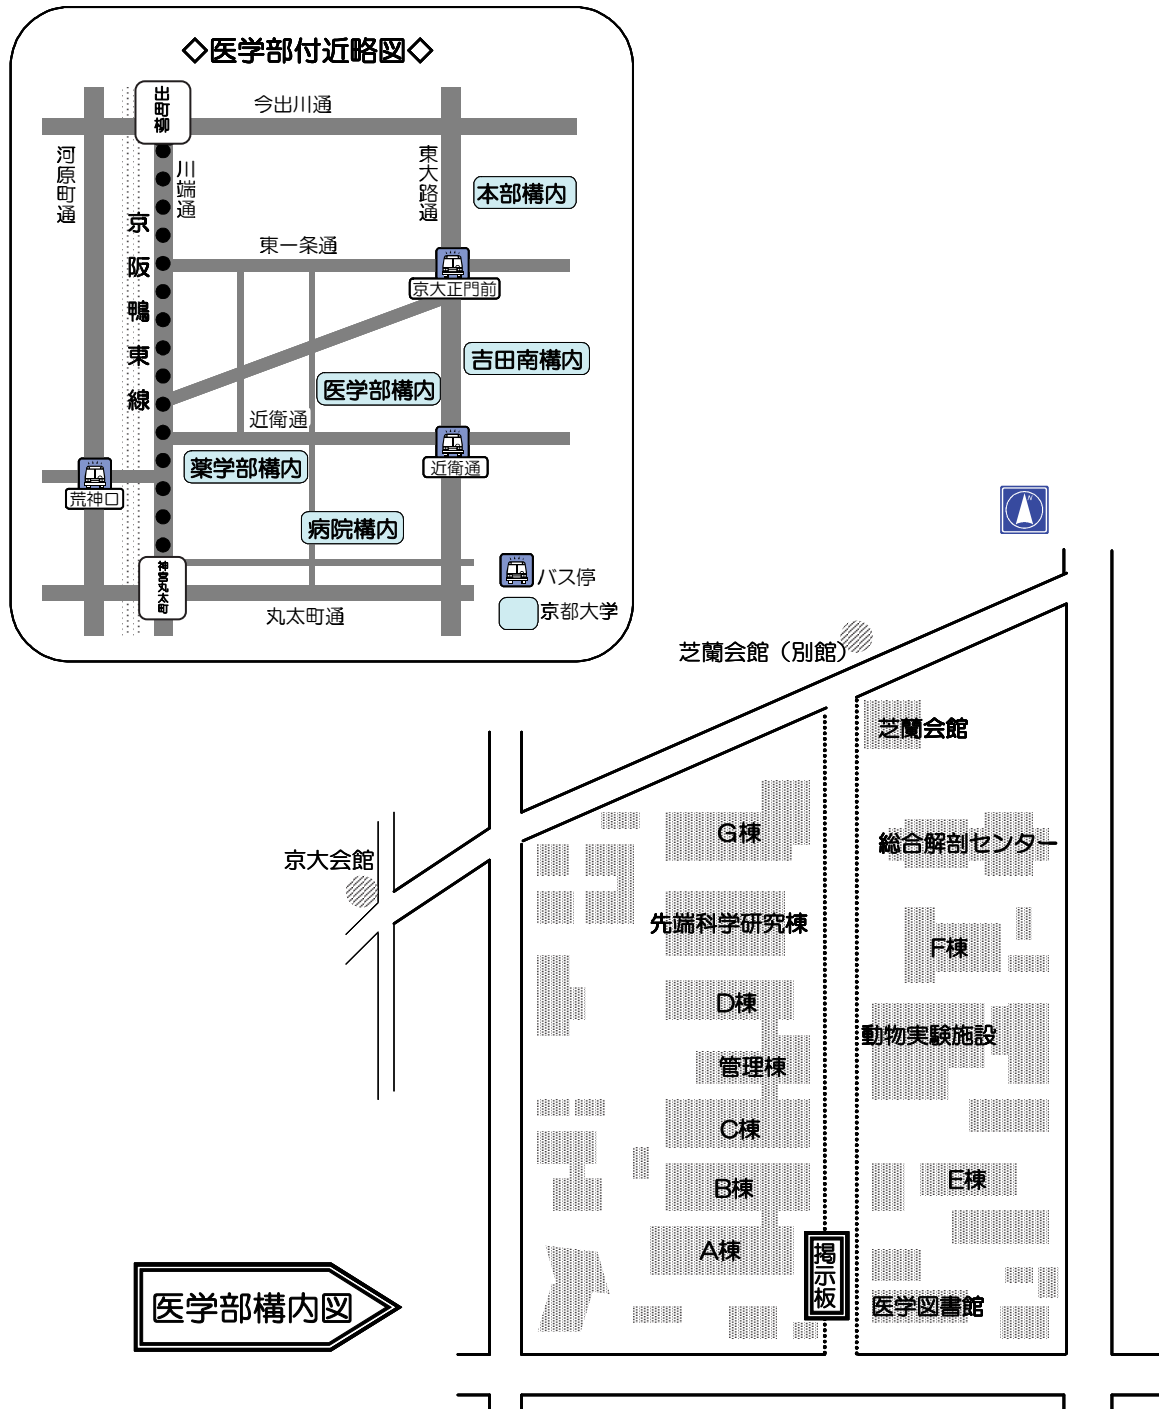 ◇医学部付近略図◇
出町柳
今出川通
河原町通
川端通
東大路通
本部構内
京阪鴨東線
東一条通
京大正門前
吉田南構内
医学部構内
近衛通
近衛通
薬学部構内
荒神口
病院構内
神宮丸太町
バス停
丸太町通
京都大学
N
芝蘭会館（別館）
芝蘭会館
G棟
総合解剖センター
京大会館
先端科学研究棟
F棟
D棟
動物実験施設
管理棟
C棟
E棟
B棟
A棟
掲示板
医学図書館
医学部構内図